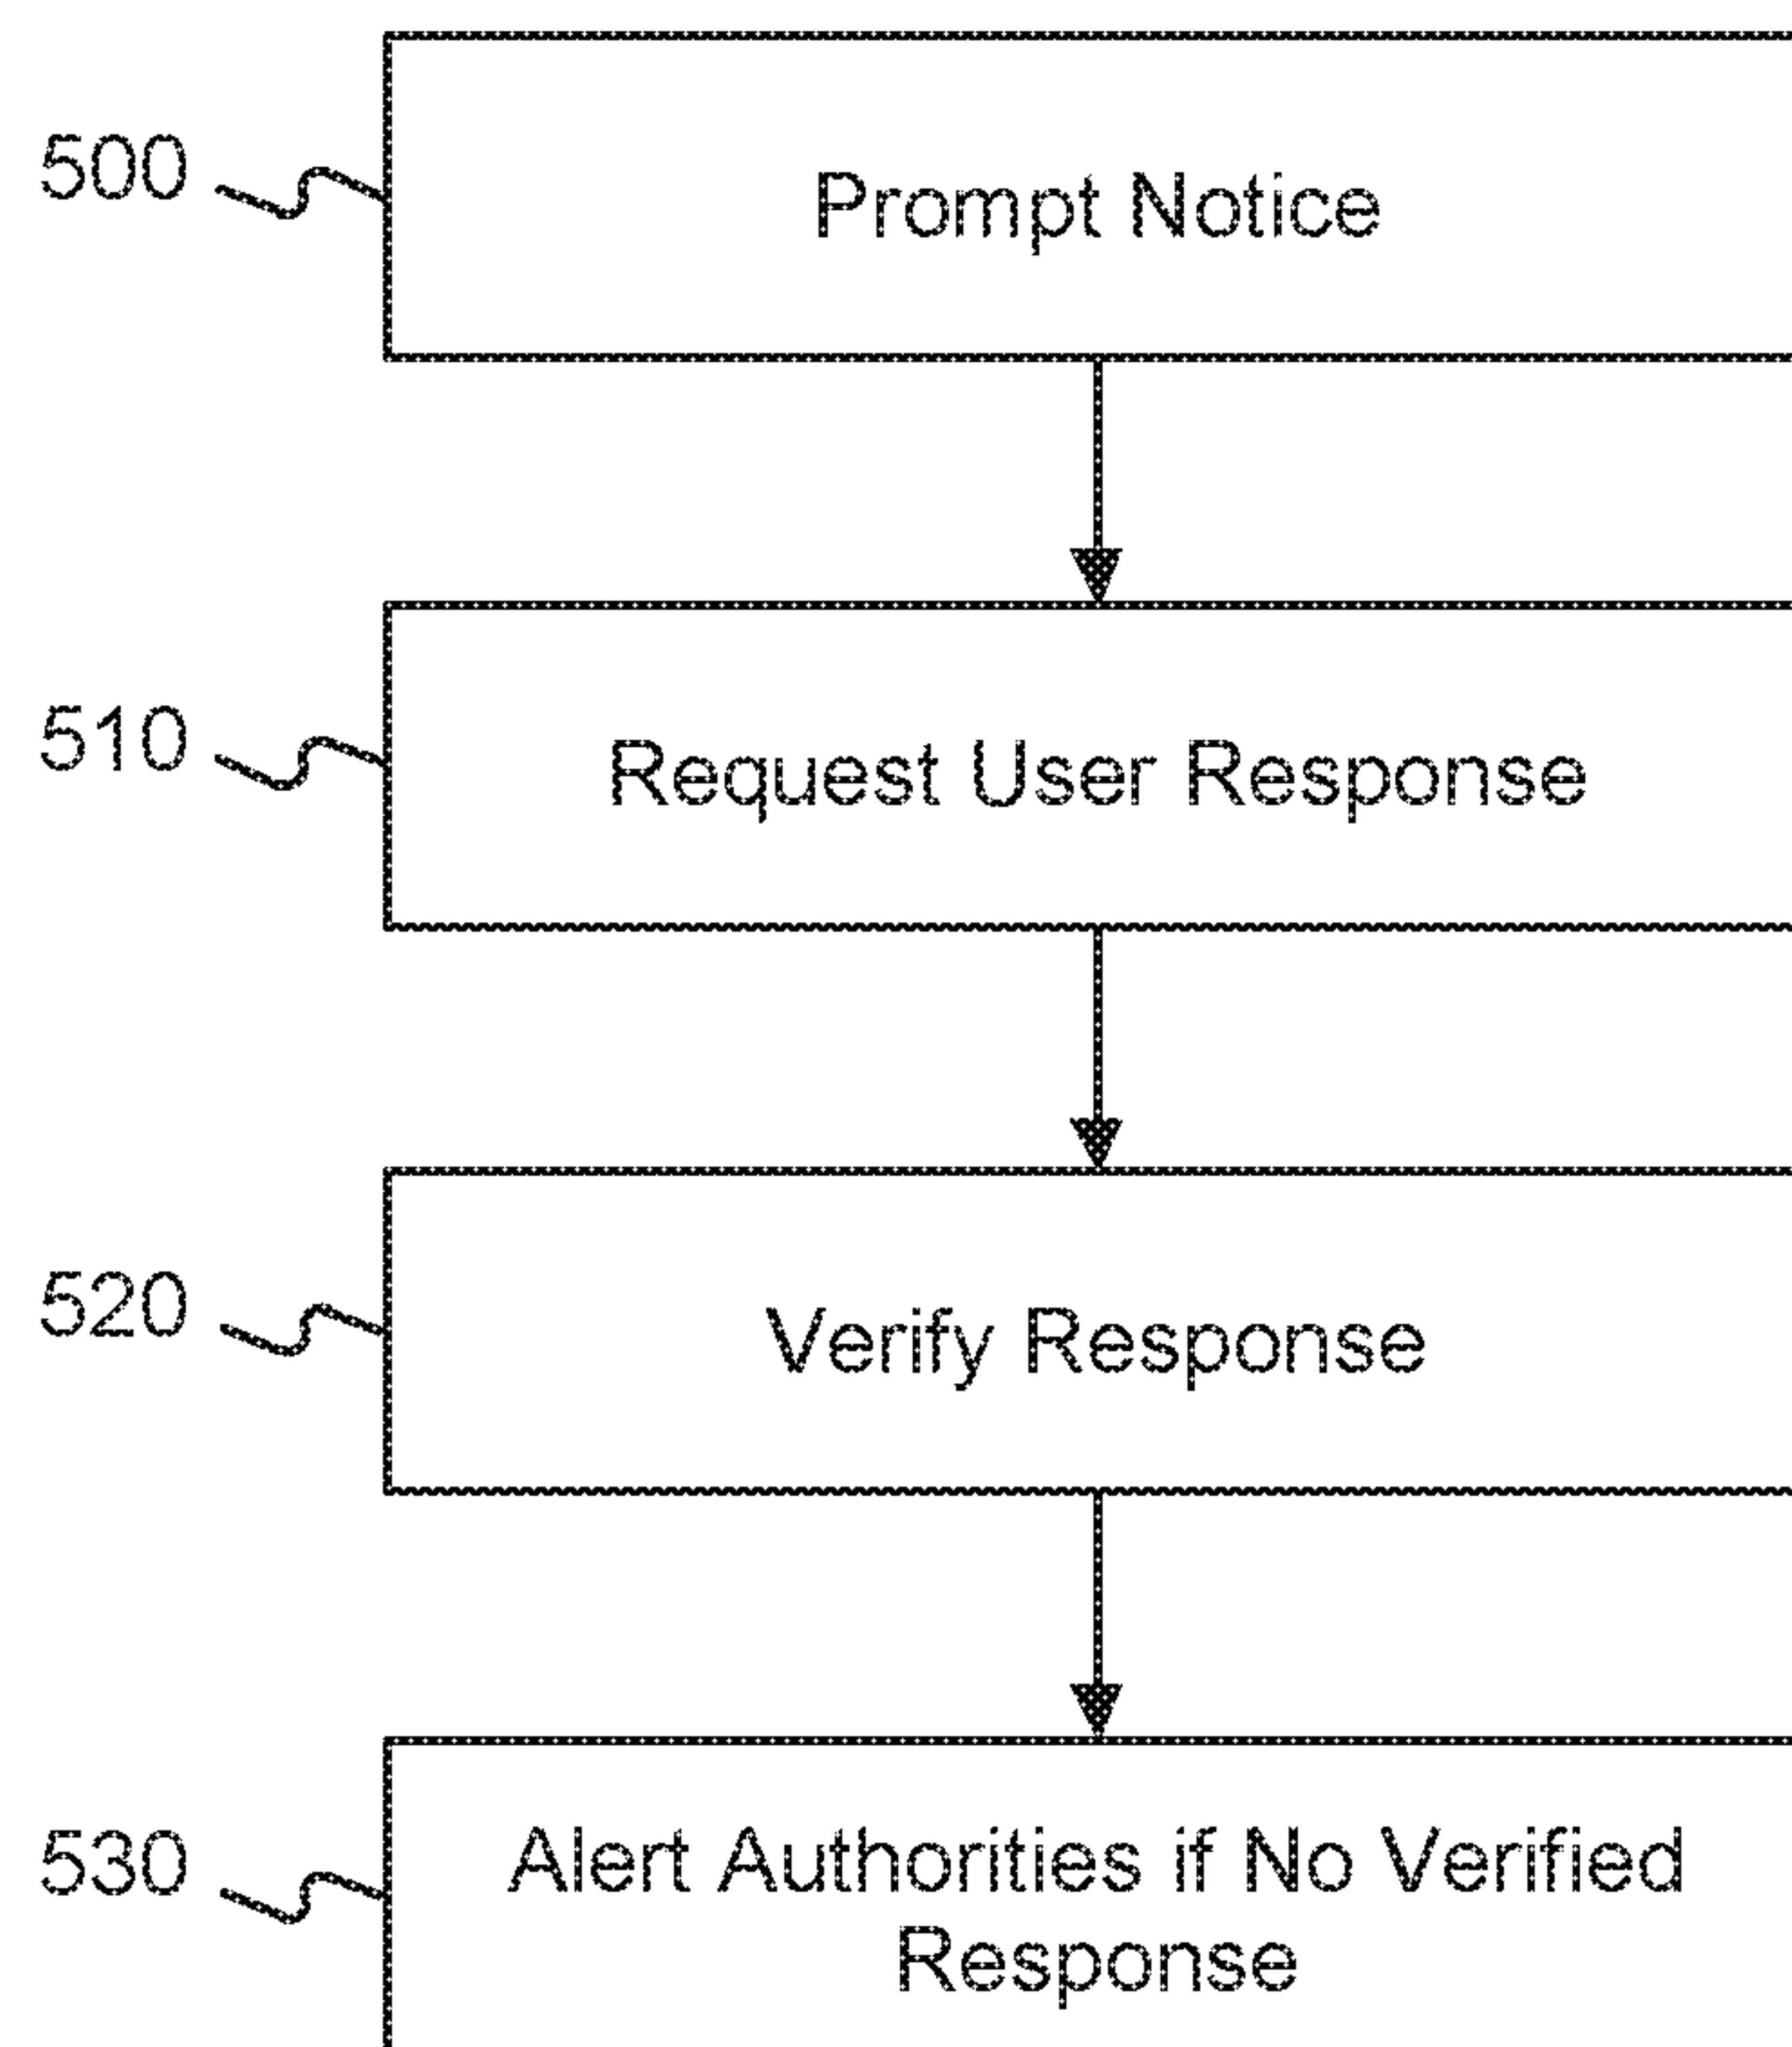 500
Prompt Notice
510
Request User Response
520
Verify Response
530
Alert Authorities if No Verified
Response